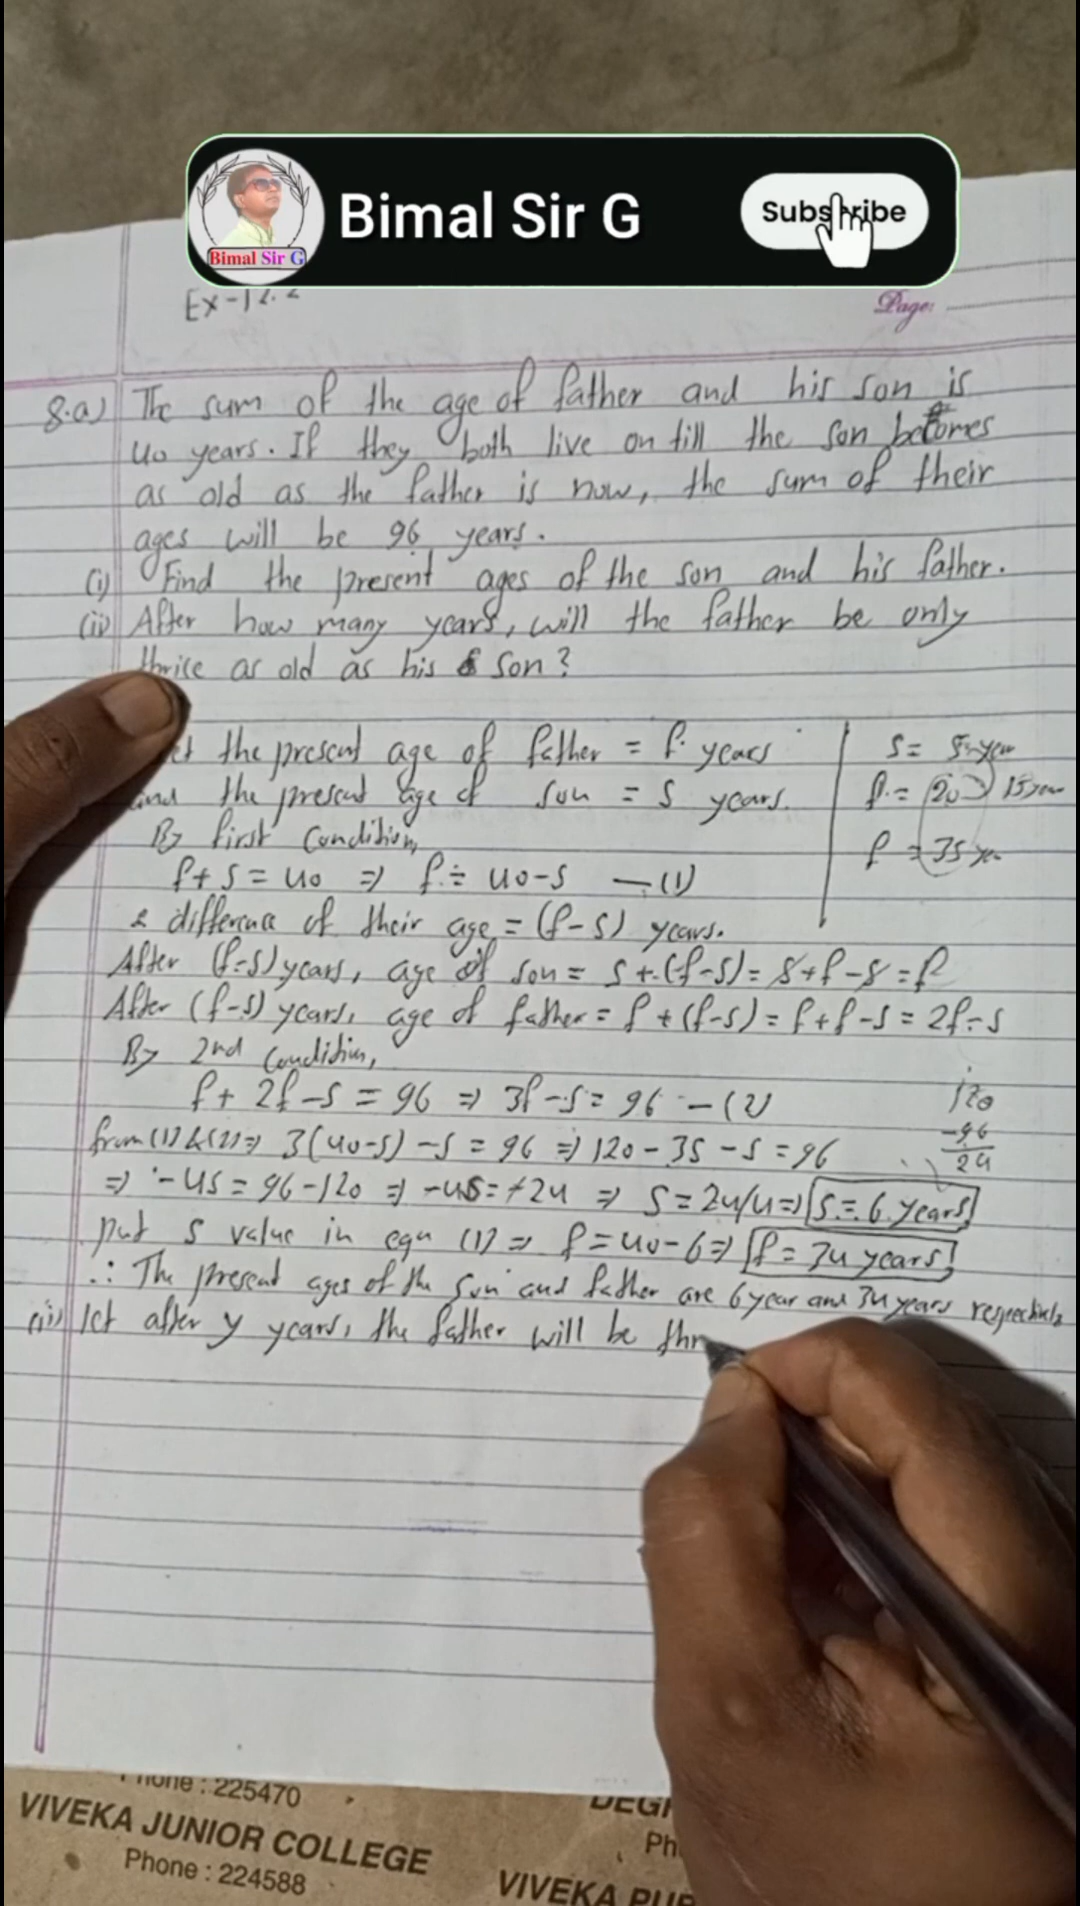 Bimal Sir G
Bimal Sir G
Subscribe
Ex-12.2
Page:
8.a) The sum of the age of father and his son is
40 years. If they both live on till the son becomes
as old as the father is now, the sum of their
ages will be 96 years.
(i) Find the present ages of the son and his father.
(ii) After how many years, will the father be only
thrice as old as his son?
the present age of father = f years
and the present age of son = s years.
By first Condition,
f + s = 40 ⇒ f = 40-s —(1)
& difference of their age = (f-s) years.
After (f-s) years, age of son = s+(f-s) = s+f-s = f
After (f-s) years, age of father = f+(f-s) = f+f-s = 2f-s
By 2nd Condition,
f + 2f-s = 96 ⇒ 3f-s = 96 —(2)
from (1) & (2) ⇒ 3(40-s) -s = 96 ⇒ 120-3s-s = 96
⇒ -4s = 96-120 ⇒ -4s = +24 ⇒ s = 24/4 ⇒ s = 6 years
put s value in eqn (1) ⇒ f = 40-6 ⇒ f = 34 years
∴ The present ages of the son and father are 6 year and 34 years respectively
(ii) let after y years, the father will be thr
s = 5 year
f = 20 15 year
f = 35 ye
120
-96
24
Phone : 225470
VIVEKA JUNIOR COLLEGE
Phone : 224588
DEGR
Ph
VIVEKA PU